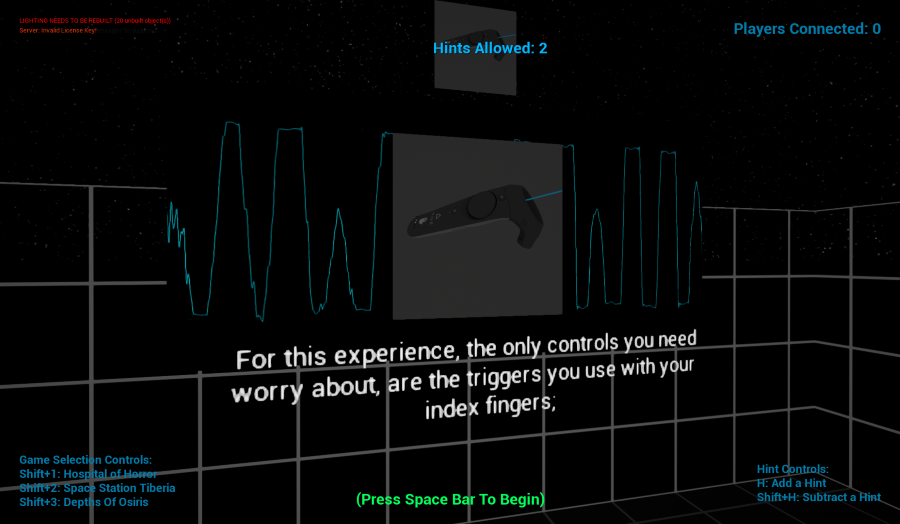 LIGHTING NEEDS TO BE REBUILT (26 unbuilt object(s))
Server: Invalid License Key!
Hints Allowed: 2
Players Connected: 0
For this experience, the only controls you need
worry about, are the triggers you use with your
index fingers;
Game Selection Controls:
Shift+1: Hospital of Horror
Shift+2: Space Station Tiberia
Shift+3: Depths Of Osiris
(Press Space Bar To Begin)
Hint Controls:
H: Add a Hint
Shift+H: Subtract a Hint